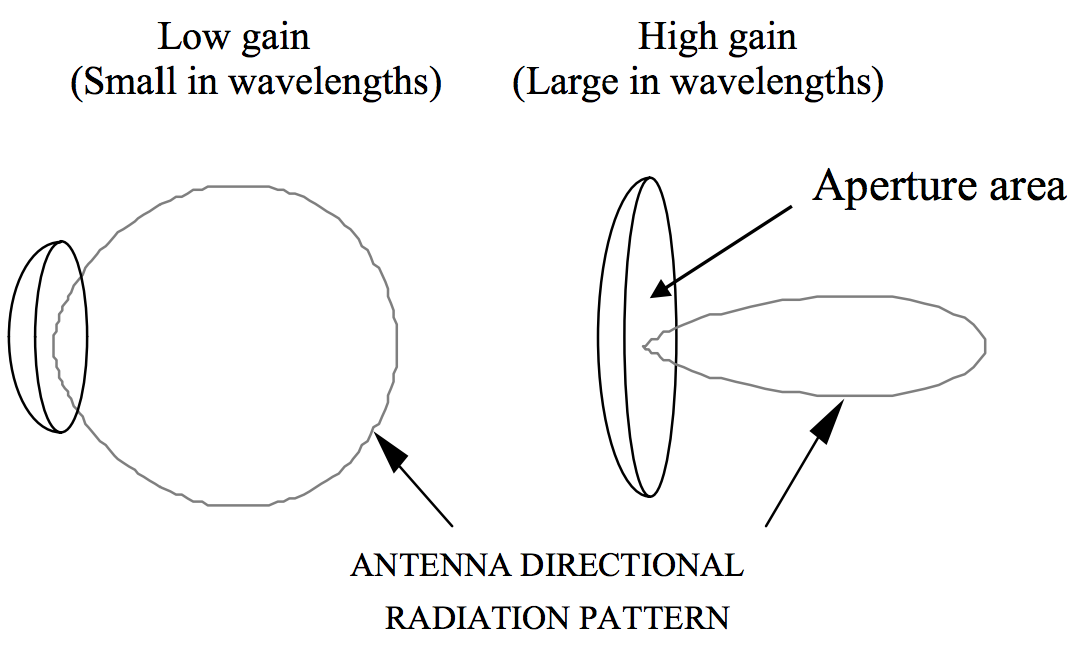 Low gain
(Small in wavelengths)
High gain
(Large in wavelengths)
Aperture area
ANTENNA DIRECTIONAL
RADIATION PATTERN